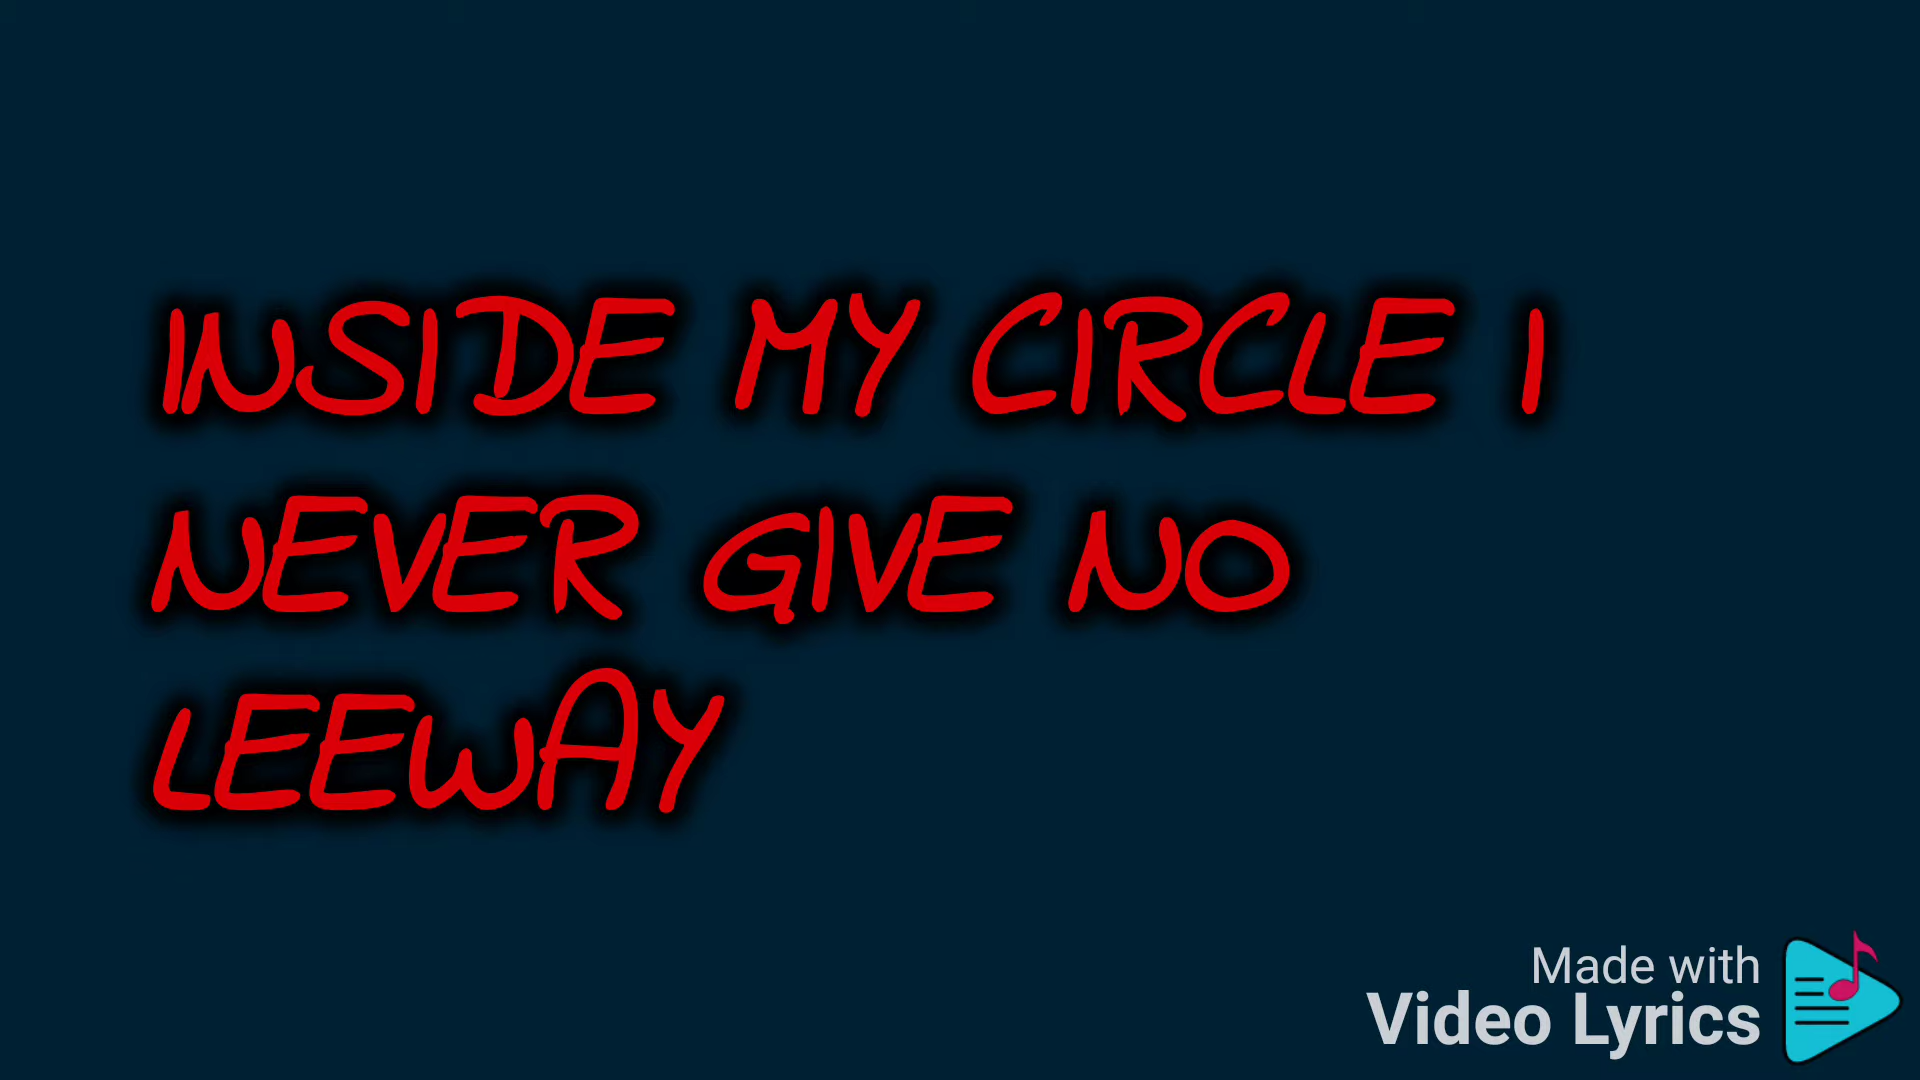 INSIDE MY CIRCLE I
NEVER GIVE NO
LEEWAY
Made with
Video Lyrics